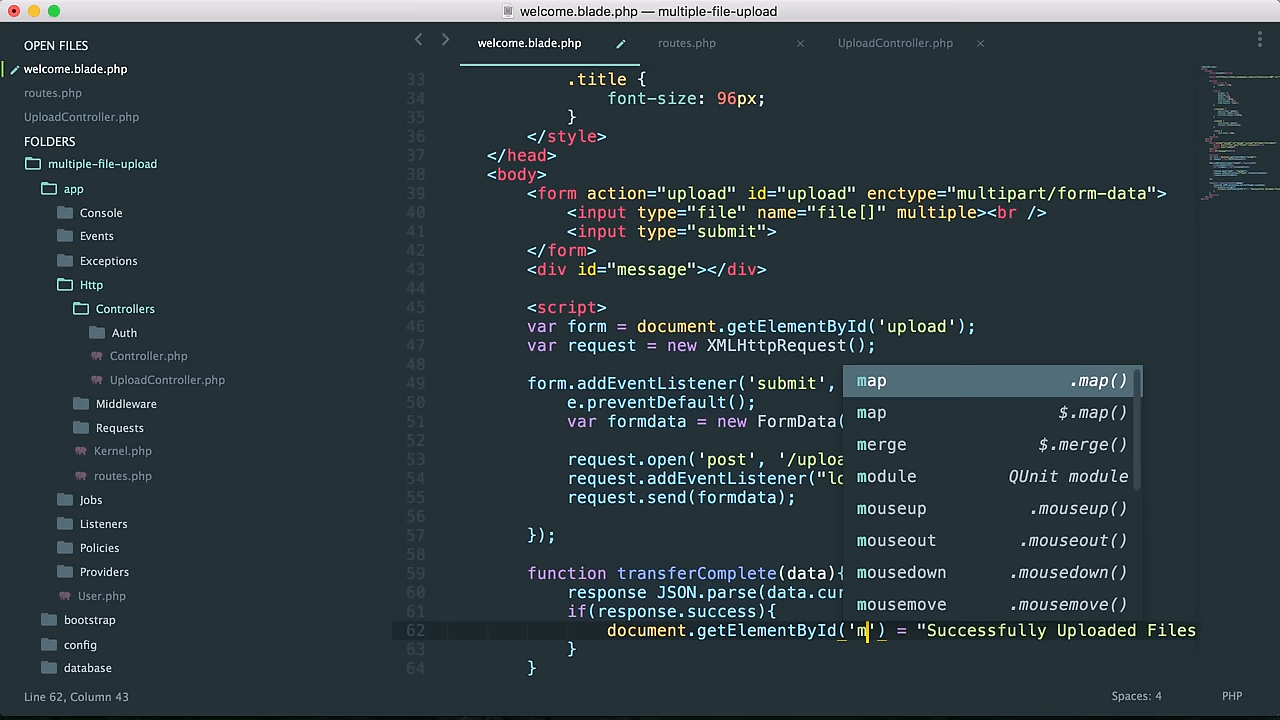 welcome.blade.php — multiple-file-upload
OPEN FILES
welcome.blade.php
routes.php
UploadController.php
FOLDERS
multiple-file-upload
app
Console
Events
Exceptions
Http
Controllers
Auth
Controller.php
UploadController.php
Middleware
Requests
Kernel.php
routes.php
Jobs
Listeners
Policies
Providers
User.php
bootstrap
config
database
welcome.blade.php
routes.php
UploadController.php
33 .title {
34 font-size: 96px;
35 }
36 </style>
37 </head>
38 <body>
39 <form action="upload" id="upload" enctype="multipart/form-data">
40 <input type="file" name="file[]" multiple><br />
41 <input type="submit">
42 </form>
43 <div id="message"></div>
44
45 <script>
46 var form = document.getElementById('upload');
47 var request = new XMLHttpRequest();
48
49 form.addEventListener('submit',
50 e.preventDefault();
51 var formdata = new FormData(
52
53 request.open('post', '/uploa
54 request.addEventListener("lo
55 request.send(formdata);
56
57 });
58
59 function transferComplete(data){
60 response JSON.parse(data.cur
61 if(response.success){
62 document.getElementById('m') = "Successfully Uploaded Files
63 }
64 }
map .map()
map $.map()
merge $.merge()
module QUnit module
mouseup .mouseup()
mouseout .mouseout()
mousedown .mousedown()
mousemove .mousemove()
Line 62, Column 43
Spaces: 4
PHP